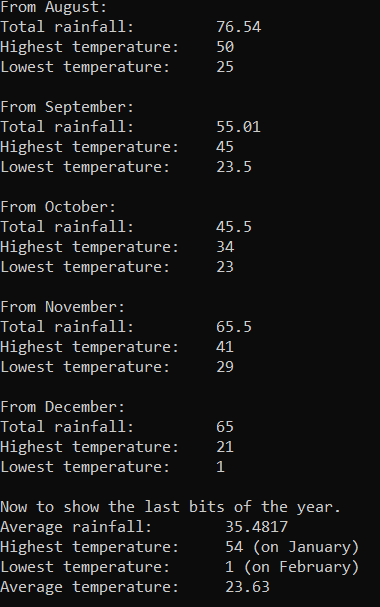 From August:
Total rainfall: 76.54
Highest temperature: 50
Lowest temperature: 25

From September:
Total rainfall: 55.01
Highest temperature: 45
Lowest temperature: 23.5

From October:
Total rainfall: 45.5
Highest temperature: 34
Lowest temperature: 23

From November:
Total rainfall: 65.5
Highest temperature: 41
Lowest temperature: 29

From December:
Total rainfall: 65
Highest temperature: 21
Lowest temperature: 1

Now to show the last bits of the year.
Average rainfall: 35.4817
Highest temperature: 54 (on January)
Lowest temperature: 1 (on February)
Average temperature: 23.63